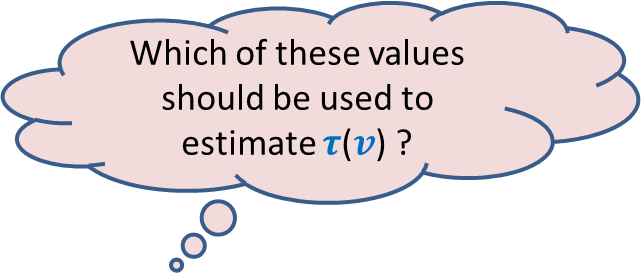 Which of these values
should be used to
estimate 𝝉(𝒗) ?